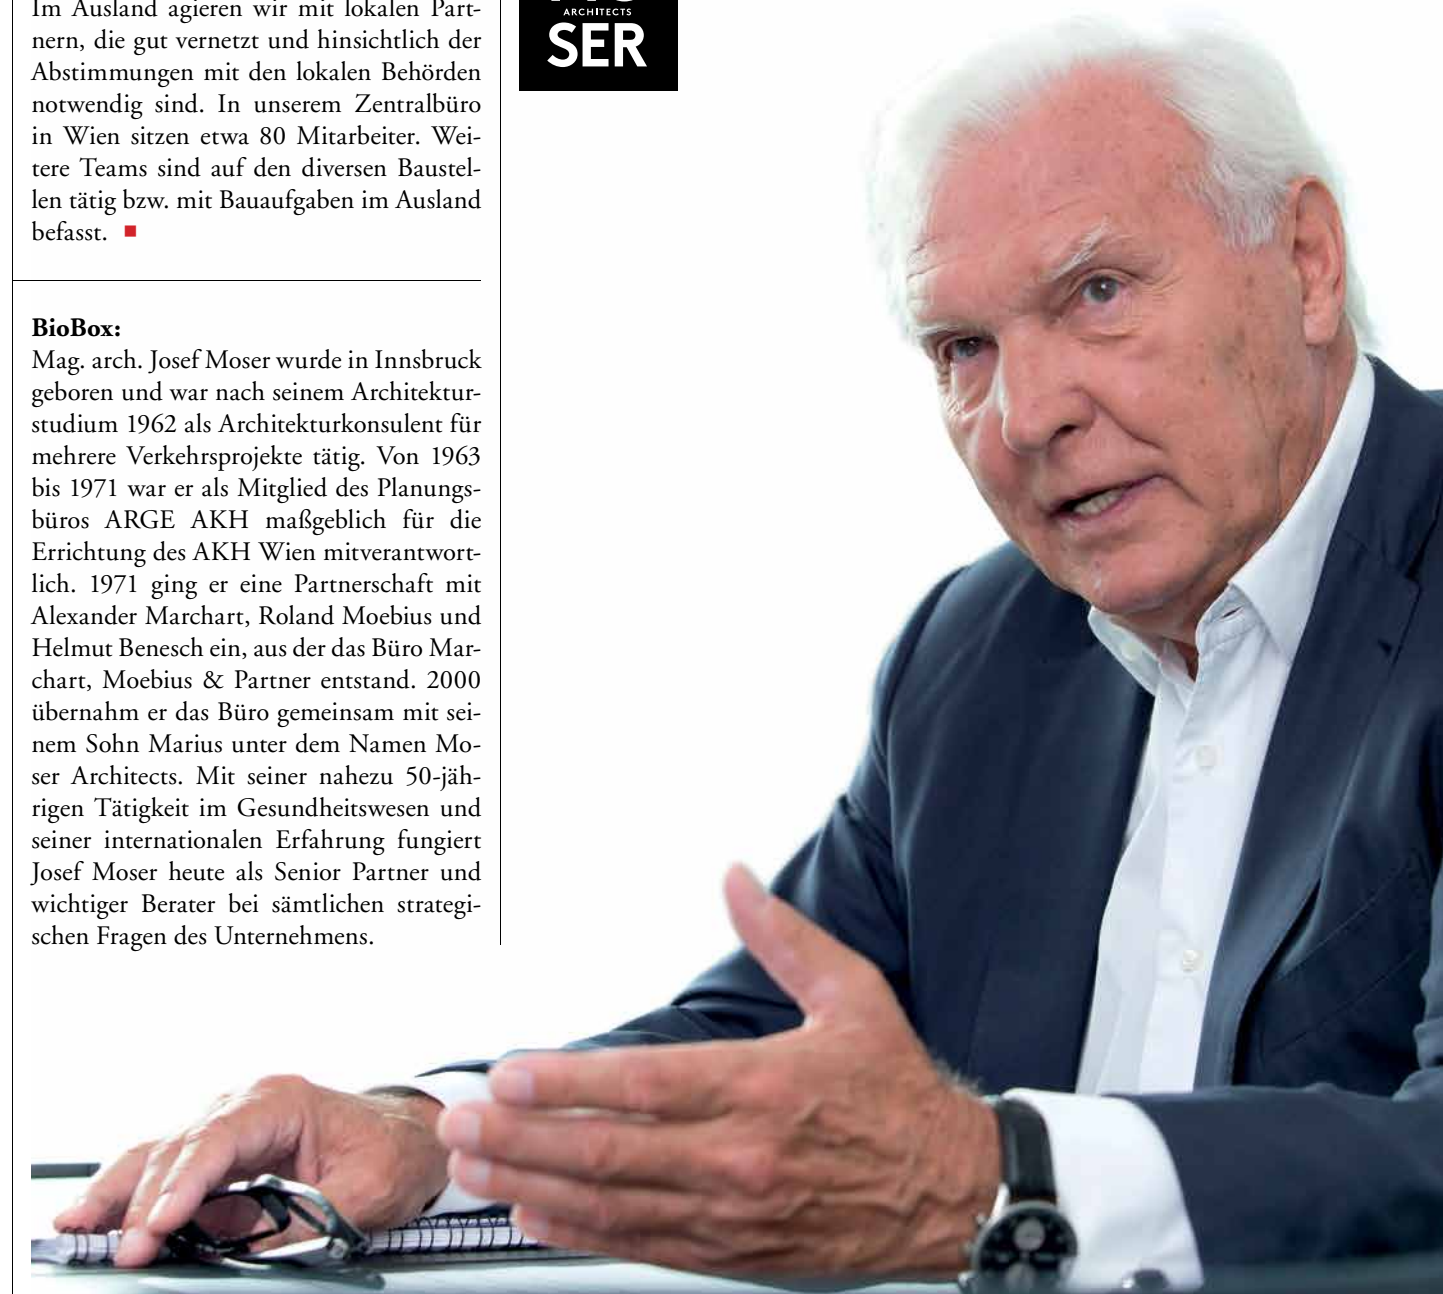 Im Ausland agieren wir mit lokalen Part-
nern, die gut vernetzt und hinsichtlich der
Abstimmungen mit den lokalen Behörden
notwendig sind. In unserem Zentralbüro
in Wien sitzen etwa 80 Mitarbeiter. Wei-
tere Teams sind auf den diversen Baustel-
len tätig bzw. mit Bauaufgaben im Ausland
befasst.
BioBox:
Mag. arch. Josef Moser wurde in Innsbruck
geboren und war nach seinem Architektur-
studium 1962 als Architekturkonsulent für
mehrere Verkehrsprojekte tätig. Von 1963
bis 1971 war er als Mitglied des Planungs-
büros ARGE AKH maßgeblich für die
Errichtung des AKH Wien mitverantwort-
lich. 1971 ging er eine Partnerschaft mit
Alexander Marchart, Roland Moebius und
Helmut Benesch ein, aus der das Büro Mar-
chart, Moebius & Partner entstand. 2000
übernahm er das Büro gemeinsam mit sei-
nem Sohn Marius unter dem Namen Mo-
ser Architects. Mit seiner nahezu 50-jäh-
rigen Tätigkeit im Gesundheitswesen und
seiner internationalen Erfahrung fungiert
Josef Moser heute als Senior Partner und
wichtiger Berater bei sämtlichen strategi-
schen Fragen des Unternehmens.
ARCHITECTS
SER